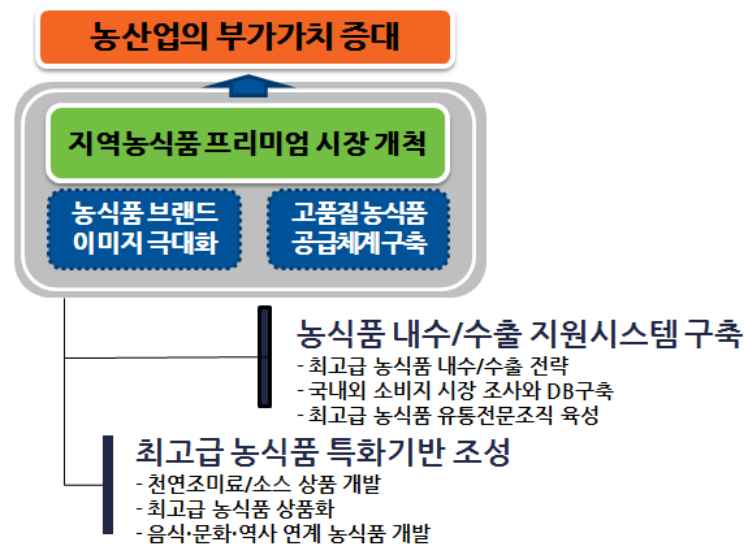 농산업의 부가가치 증대
지역농식품 프리미엄 시장 개척
농식품 브랜드
이미지 극대화
고품질농식품
공급체계구축
농식품 내수/수출 지원시스템 구축
- 최고급 농식품 내수/수출 전략
- 국내외 소비지 시장 조사와 DB구축
- 최고급 농식품 유통전문조직 육성
최고급 농식품 특화기반 조성
- 천연조미료/소스 상품 개발
- 최고급 농식품 상품화
- 음식·문화·역사 연계 농식품 개발